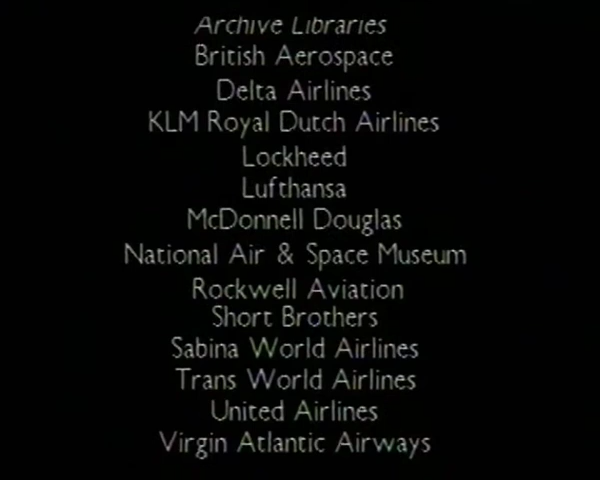 Archive Libraries
British Aerospace
Delta Airlines
KLM Royal Dutch Airlines
Lockheed
Lufthansa
McDonnell Douglas
National Air & Space Museum
Rockwell Aviation
Short Brothers
Sabina World Airlines
Trans World Airlines
United Airlines
Virgin Atlantic Airways